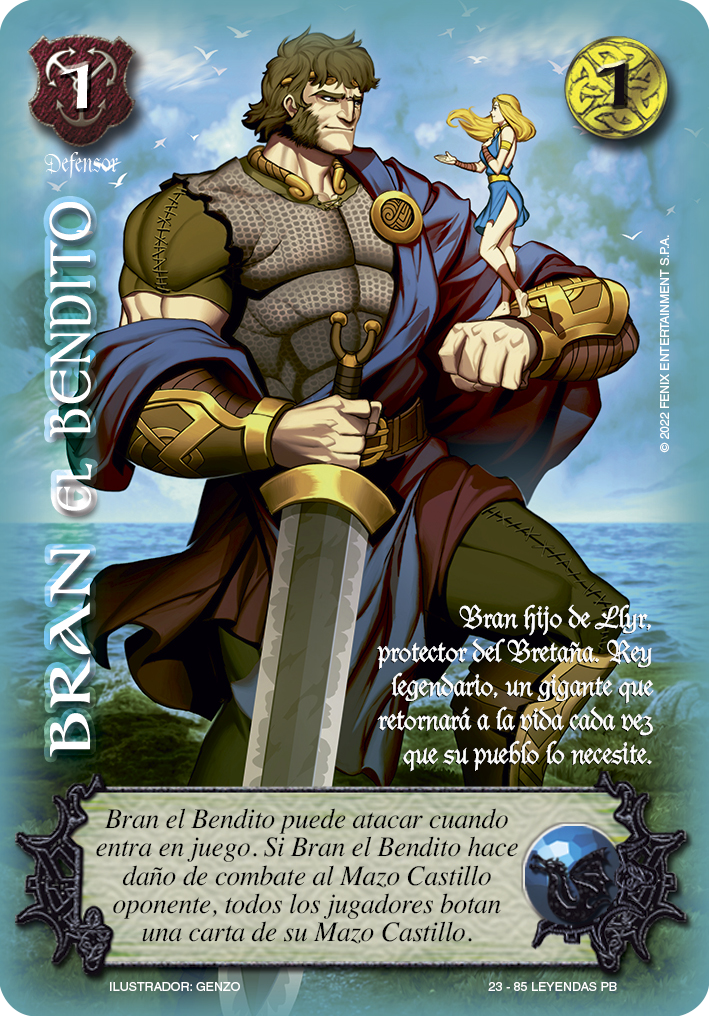 1
1
Defensor
BRAN EL BENDITO
© 2022 FENIX ENTERTAINMENT S.P.A.
Bran hijo de Llyr,
protector del Bretaña. Rey
legendario, un gigante que
retornará a la vida cada vez
que su pueblo lo necesite.
Bran el Bendito puede atacar cuando
entra en juego. Si Bran el Bendito hace
daño de combate al Mazo Castillo
oponente, todos los jugadores botan
una carta de su Mazo Castillo.
ILUSTRADOR: GENZO
23 - 85 LEYENDAS PB